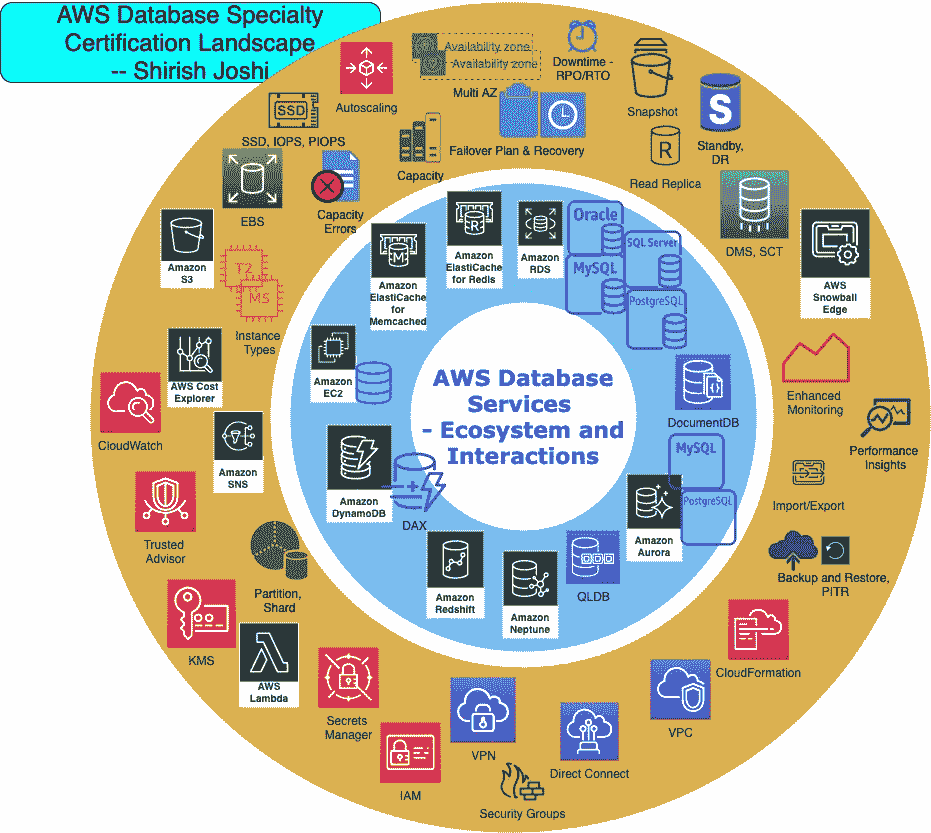 AWS Database Specialty
Certification Landscape
-- Shirish Joshi
Availability zone
Availability zone
Multi AZ
Downtime -
RPO/RTO
Snapshot
S
Standby,
DR
Autoscaling
SSD
SSD, IOPS, PIOPS
Capacity
Failover Plan & Recovery
R
Read Replica
EBS
Capacity
Errors
DMS, SCT
Amazon
S3
T2
M5
Instance
Types
AWS
Snowball
Edge
M
Amazon
ElastiCache
for
Memcached
R
Amazon
ElastiCache
for Redis
Amazon
RDS
Oracle
SQL Server
MySQL
PostgreSQL
AWS Cost
Explorer
Amazon
EC2
AWS Database
Services
- Ecosystem and
Interactions
DocumentDB
Enhanced
Monitoring
CloudWatch
Amazon
SNS
Performance
Insights
MySQL
PostgreSQL
Amazon
DynamoDB
DAX
Amazon
Aurora
Import/Export
Trusted
Advisor
Partition,
Shard
Amazon
Redshift
Amazon
Neptune
QLDB
Backup and Restore,
PITR
KMS
AWS
Lambda
Secrets
Manager
CloudFormation
IAM
VPN
Direct Connect
VPC
Security Groups